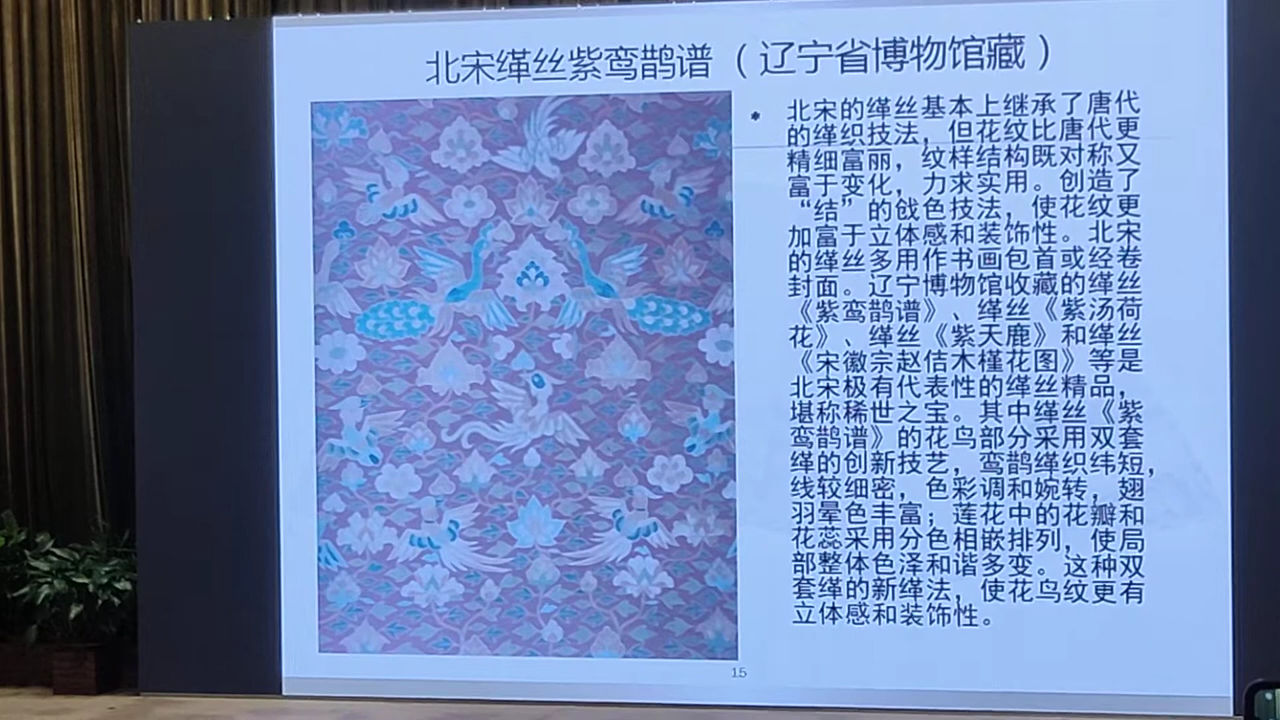 北宋缂丝紫鸾鹊谱（辽宁省博物馆藏）
• 北宋的缂丝基本上继承了唐代
的缂织技法，但花纹比唐代更
精细富丽，纹样结构既对称又
富于变化，力求实用。创造了
“结”的戗色技法，使花纹更
加富于立体感和装饰性。北宋
的缂丝多用作书画包首或经卷
封面。辽宁博物馆收藏的缂丝
《紫鸾鹊谱》、缂丝《紫汤荷
花》、缂丝《紫天鹿》和缂丝
《宋徽宗赵佶木槿花图》等是
北宋极有代表性的缂丝精品，
堪称稀世之宝。其中缂丝《紫
鸾鹊谱》的花鸟部分采用双套
缂的创新技艺，鸾鹊缂织纬短，
线较细密，色彩调和婉转，翅
羽晕色丰富；莲花中的花瓣和
花蕊采用分色相嵌排列，使局
部整体色泽和谐多变。这种双
套缂的新缂法，使花鸟纹更有
立体感和装饰性。
15